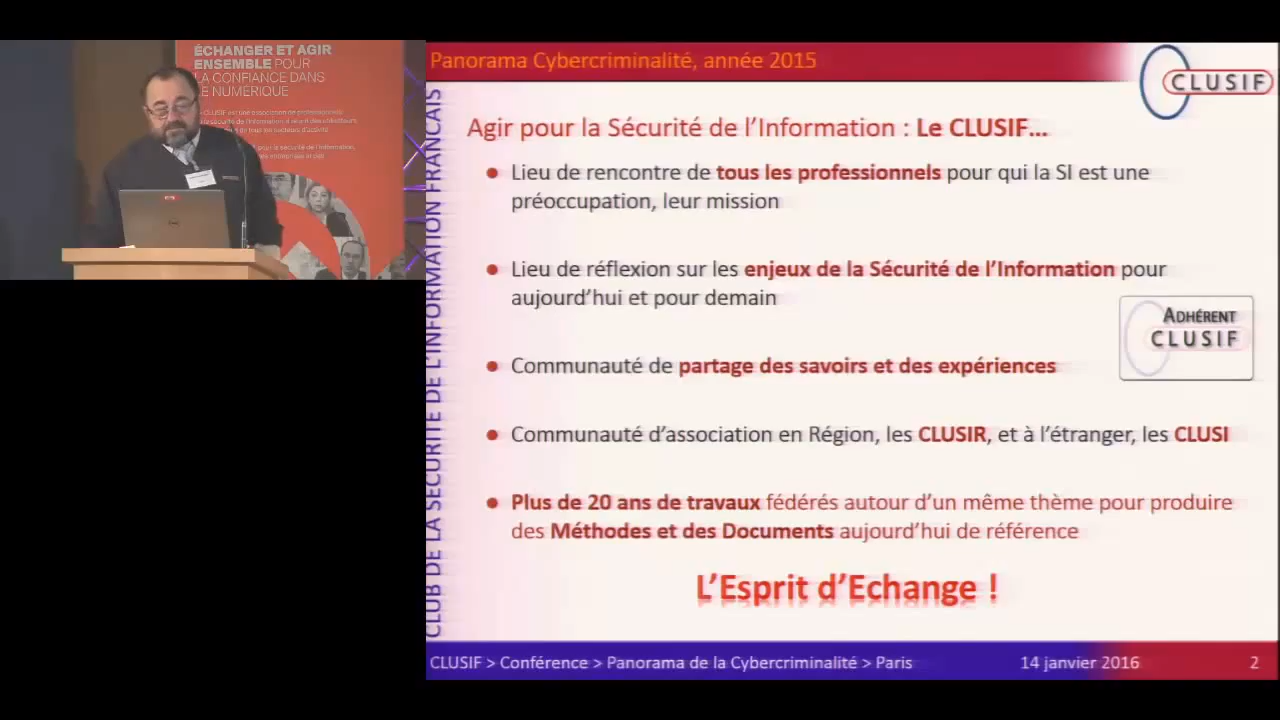 ÉCHANGER ET AGIR
ENSEMBLE POUR
LA CONFIANCE DANS
LE NUMÉRIQUE
Panorama Cybercriminalité, année 2015
CLUSIF
CLUB DE LA SÉCURITÉ DE L'INFORMATION FRANÇAIS
Agir pour la Sécurité de l'Information : Le CLUSIF...
• Lieu de rencontre de tous les professionnels pour qui la SI est une
préoccupation, leur mission
• Lieu de réflexion sur les enjeux de la Sécurité de l'Information pour
aujourd'hui et pour demain
ADHÉRENT
CLUSIF
• Communauté de partage des savoirs et des expériences
• Communauté d'association en Région, les CLUSIR, et à l'étranger, les CLUSI
• Plus de 20 ans de travaux fédérés autour d'un même thème pour produire
des Méthodes et des Documents aujourd'hui de référence
L'Esprit d'Echange !
CLUSIF > Conférence > Panorama de la Cybercriminalité > Paris
14 janvier 2016
2